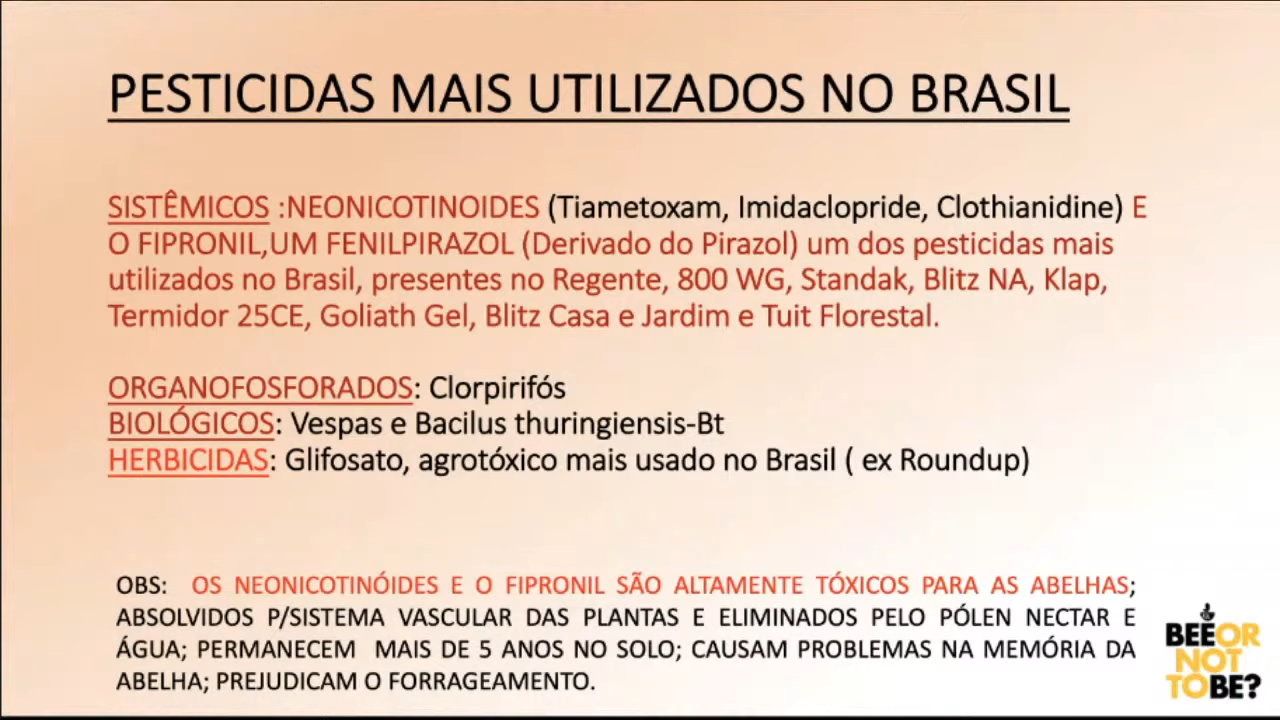 PESTICIDAS MAIS UTILIZADOS NO BRASIL
SISTÊMICOS :NEONICOTINOIDES (Tiametoxam, Imidaclopride, Clothianidine) E
O FIPRONIL,UM FENILPIRAZOL (Derivado do Pirazol) um dos pesticidas mais
utilizados no Brasil, presentes no Regente, 800 WG, Standak, Blitz NA, Klap,
Termidor 25CE, Goliath Gel, Blitz Casa e Jardim e Tuit Florestal.
ORGANOFOSFORADOS: Clorpirifós
BIOLÓGICOS: Vespas e Bacilus thuringiensis-Bt
HERBICIDAS: Glifosato, agrotóxico mais usado no Brasil ( ex Roundup)
OBS: OS NEONICOTINÓIDES E O FIPRONIL SÃO ALTAMENTE TÓXICOS PARA AS ABELHAS;
ABSOLVIDOS P/SISTEMA VASCULAR DAS PLANTAS E ELIMINADOS PELO PÓLEN NECTAR E
ÁGUA; PERMANECEM MAIS DE 5 ANOS NO SOLO; CAUSAM PROBLEMAS NA MEMÓRIA DA
ABELHA; PREJUDICAM O FORRAGEAMENTO.
BEE OR
NOT
TO BE?